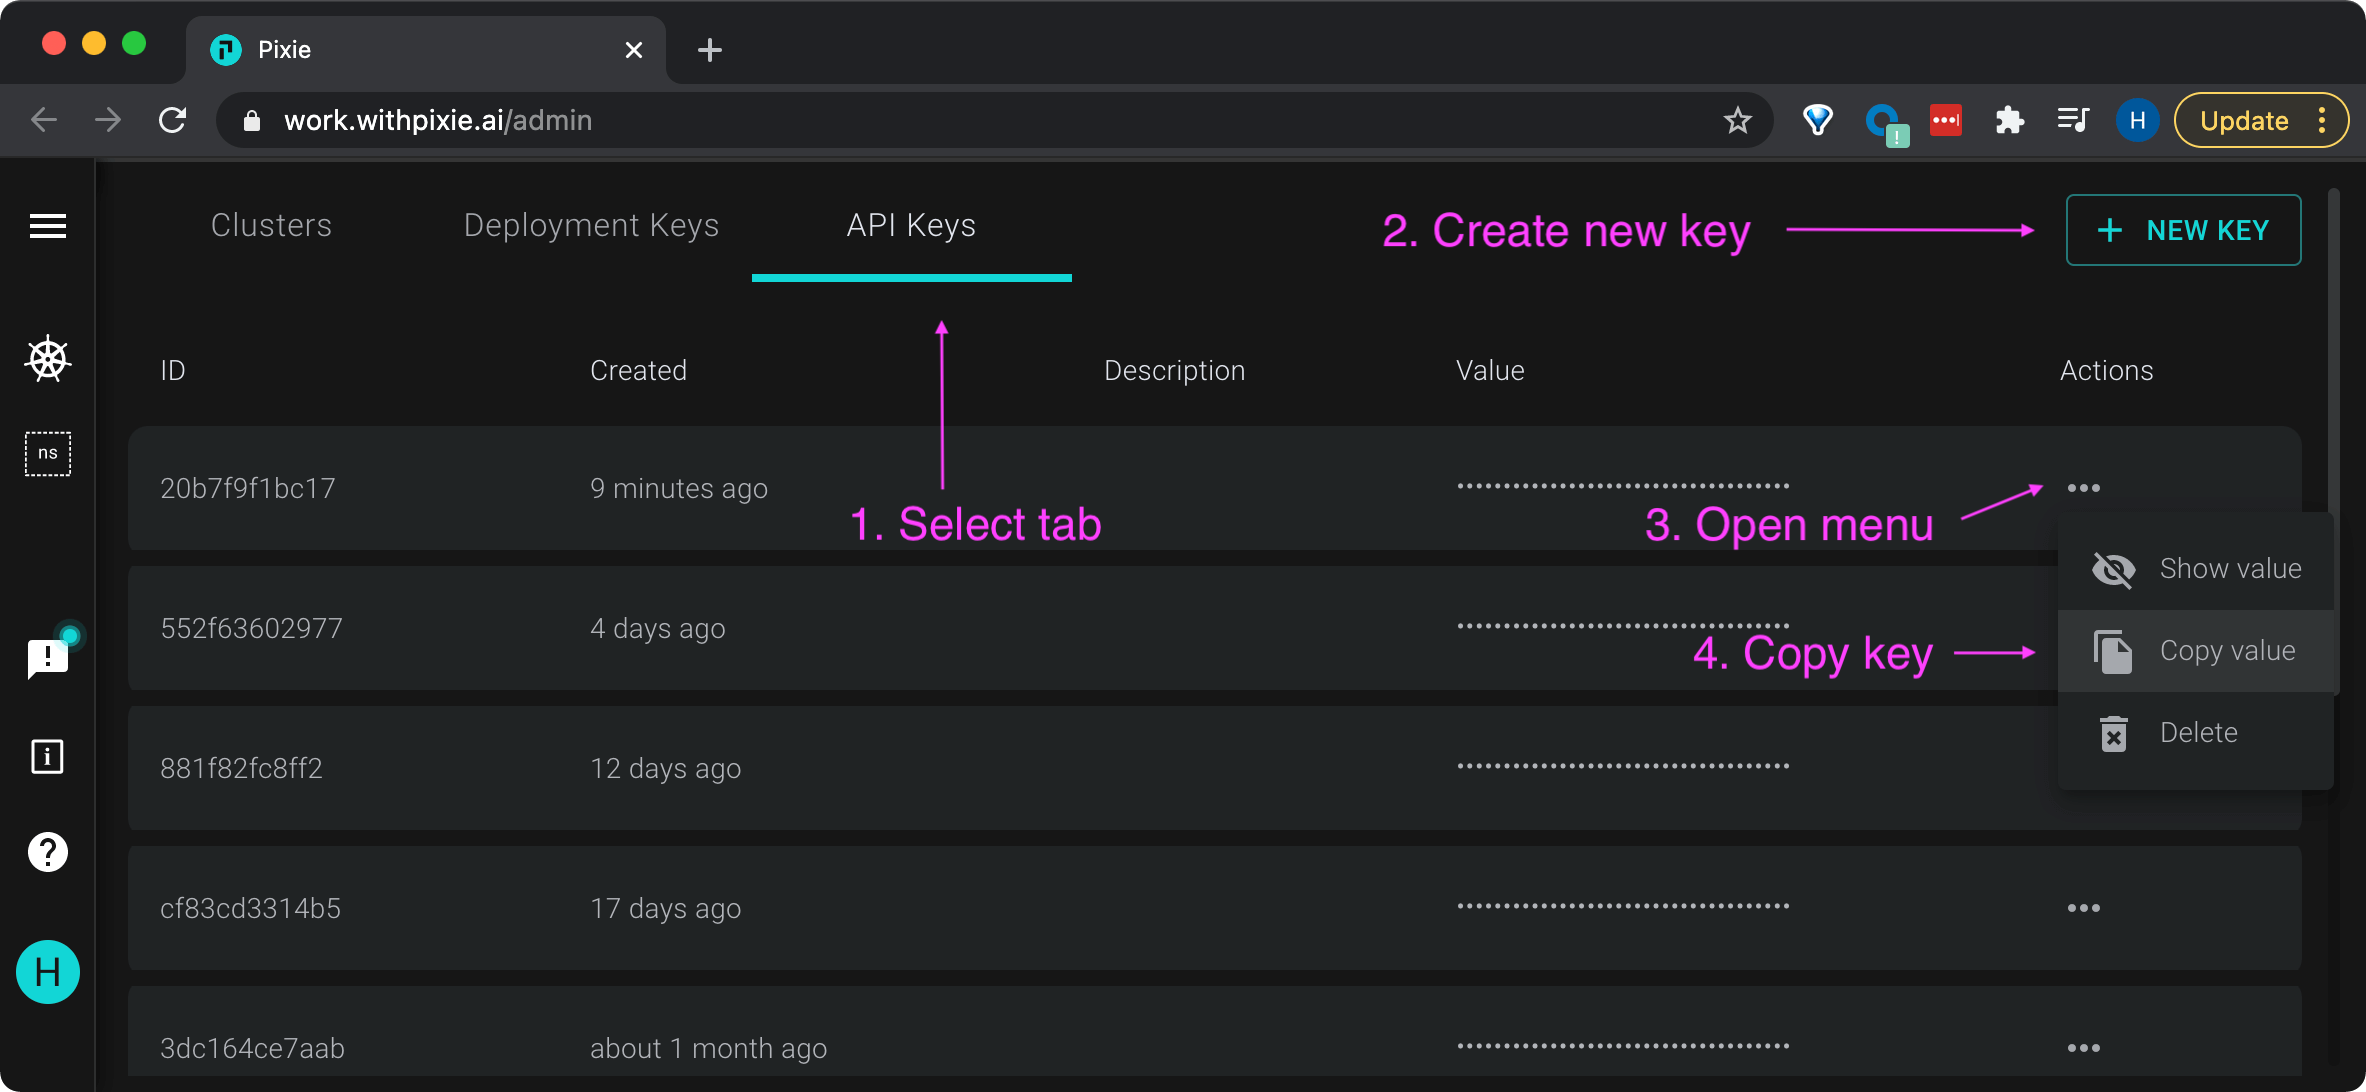 Pixie
work.withpixie.ai/admin
H
Update
Clusters
Deployment Keys
API Keys
2. Create new key
NEW KEY
ID
Created
Description
Value
Actions
ns
20b7f9f1bc17
9 minutes ago
1. Select tab
3. Open menu
Show value
552f63602977
4 days ago
4. Copy key
Copy value
Delete
881f82fc8ff2
12 days ago
cf83cd3314b5
17 days ago
H
3dc164ce7aab
about 1 month ago